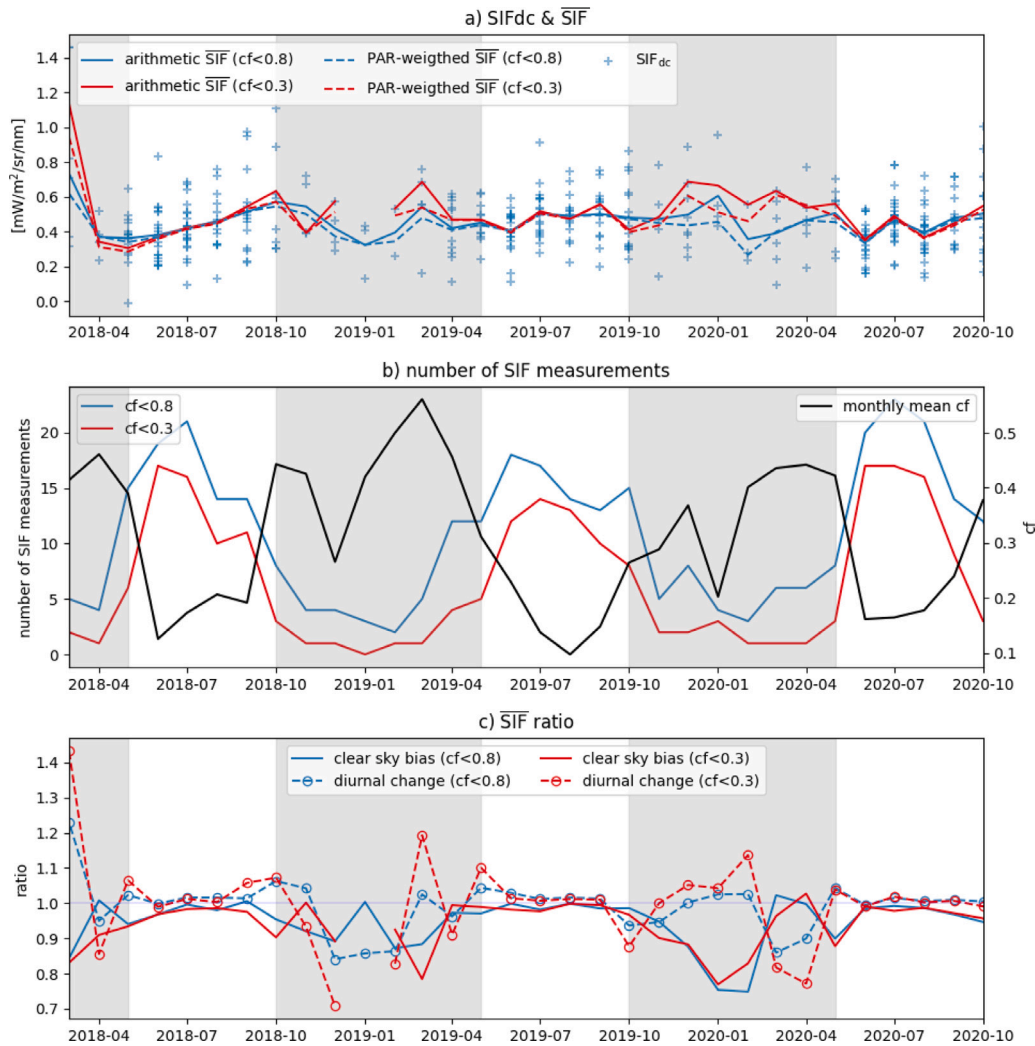 a) SIFdc & SIF
arithmetic SIF (cf<0.8)
arithmetic SIF (cf<0.3)
PAR-weigthed SIF (cf<0.8)
PAR-weigthed SIF (cf<0.3)
SIFdc
[mW/m²/sr/nm]
1.4
1.2
1.0
0.8
0.6
0.4
0.2
0.0
2018-04 2018-07 2018-10 2019-01 2019-04 2019-07 2019-10 2020-01 2020-04 2020-07 2020-10
b) number of SIF measurements
cf<0.8
cf<0.3
monthly mean cf
number of SIF measurements
20
15
10
5
0
0.5
0.4
0.3
0.2
0.1
cf
2018-04 2018-07 2018-10 2019-01 2019-04 2019-07 2019-10 2020-01 2020-04 2020-07 2020-10
c) SIF ratio
clear sky bias (cf<0.8)
diurnal change (cf<0.8)
clear sky bias (cf<0.3)
diurnal change (cf<0.3)
ratio
1.4
1.3
1.2
1.1
1.0
0.9
0.8
0.7
2018-04 2018-07 2018-10 2019-01 2019-04 2019-07 2019-10 2020-01 2020-04 2020-07 2020-10